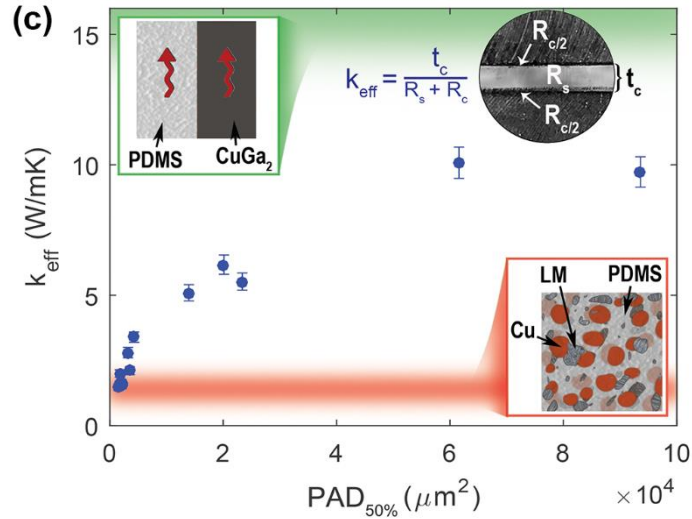 (c)
15
10
5
0
k_eff (W/mK)
PDMS
CuGa₂
k_eff = t_c / (R_s + R_c)
R_c/2
R_s
t_c
R_c/2
LM
PDMS
Cu
0
2
4
6
8
10
× 10⁴
PAD₅₀% (μm²)